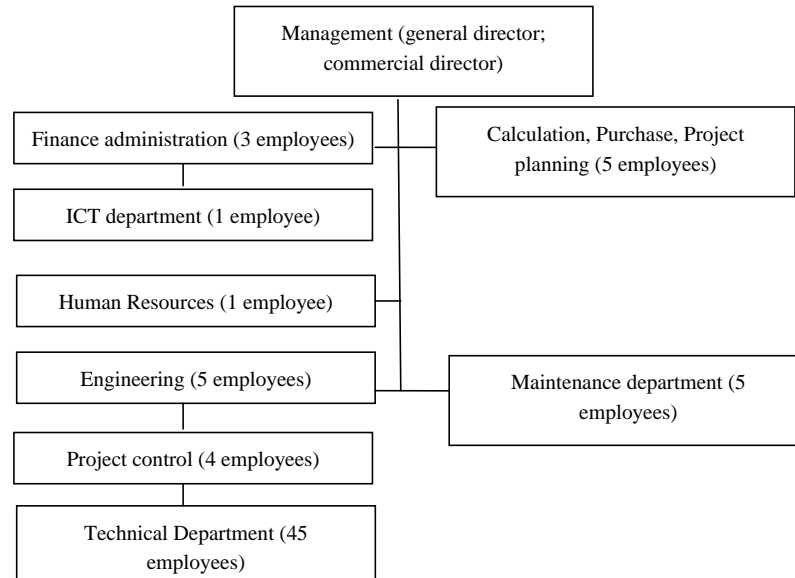 Management (general director;
commercial director)
Finance administration (3 employees)
Calculation, Purchase, Project
planning (5 employees)
ICT department (1 employee)
Human Resources (1 employee)
Engineering (5 employees)
Maintenance department (5
employees)
Project control (4 employees)
Technical Department (45
employees)